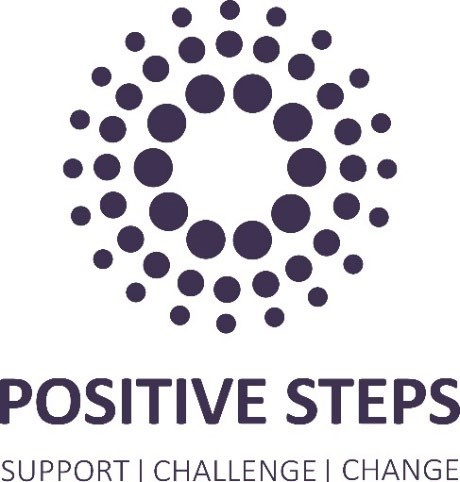 POSITIVE STEPS
SUPPORT | CHALLENGE | CHANGE